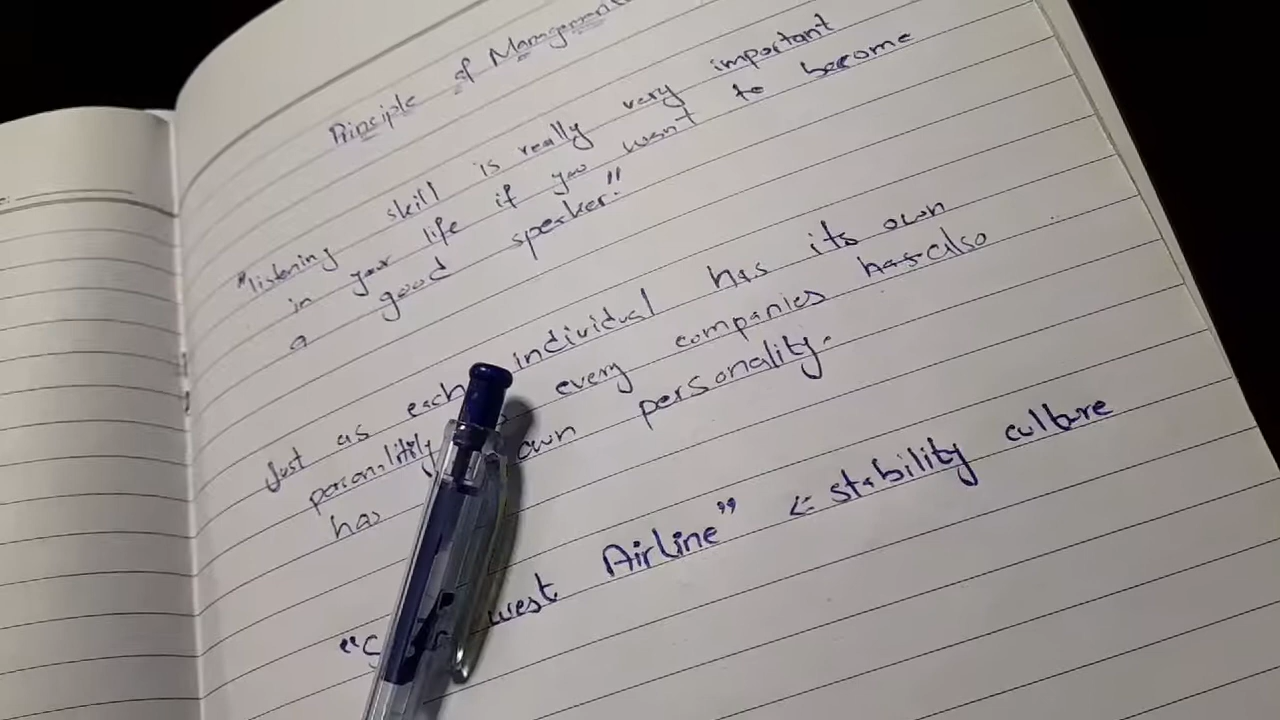 Principle of Management
"listening skill is really very important
in your life if you want to become
a good speaker."
Just as each individual has its own
personalitily every companies has also
has own personality.
west Airline" < stability culture